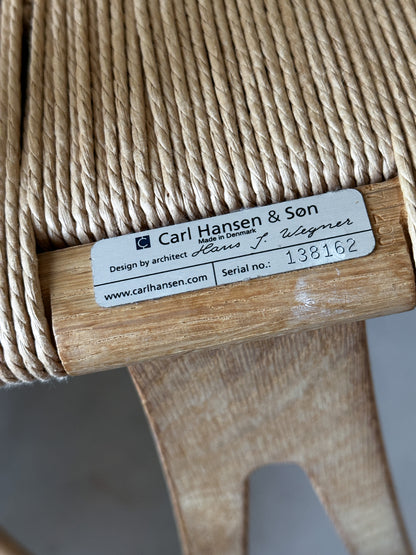 C Carl Hansen & Søn
Made in Denmark
Design by architect Hans J. Wegner
www.carlhansen.com Serial no.: 138162